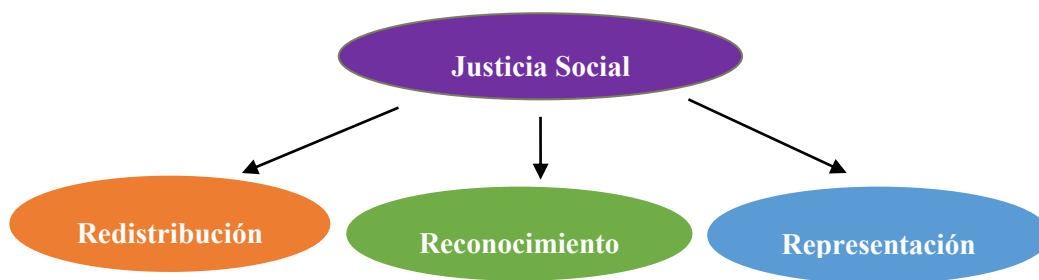 Justicia Social
Redistribución
Reconocimiento
Representación